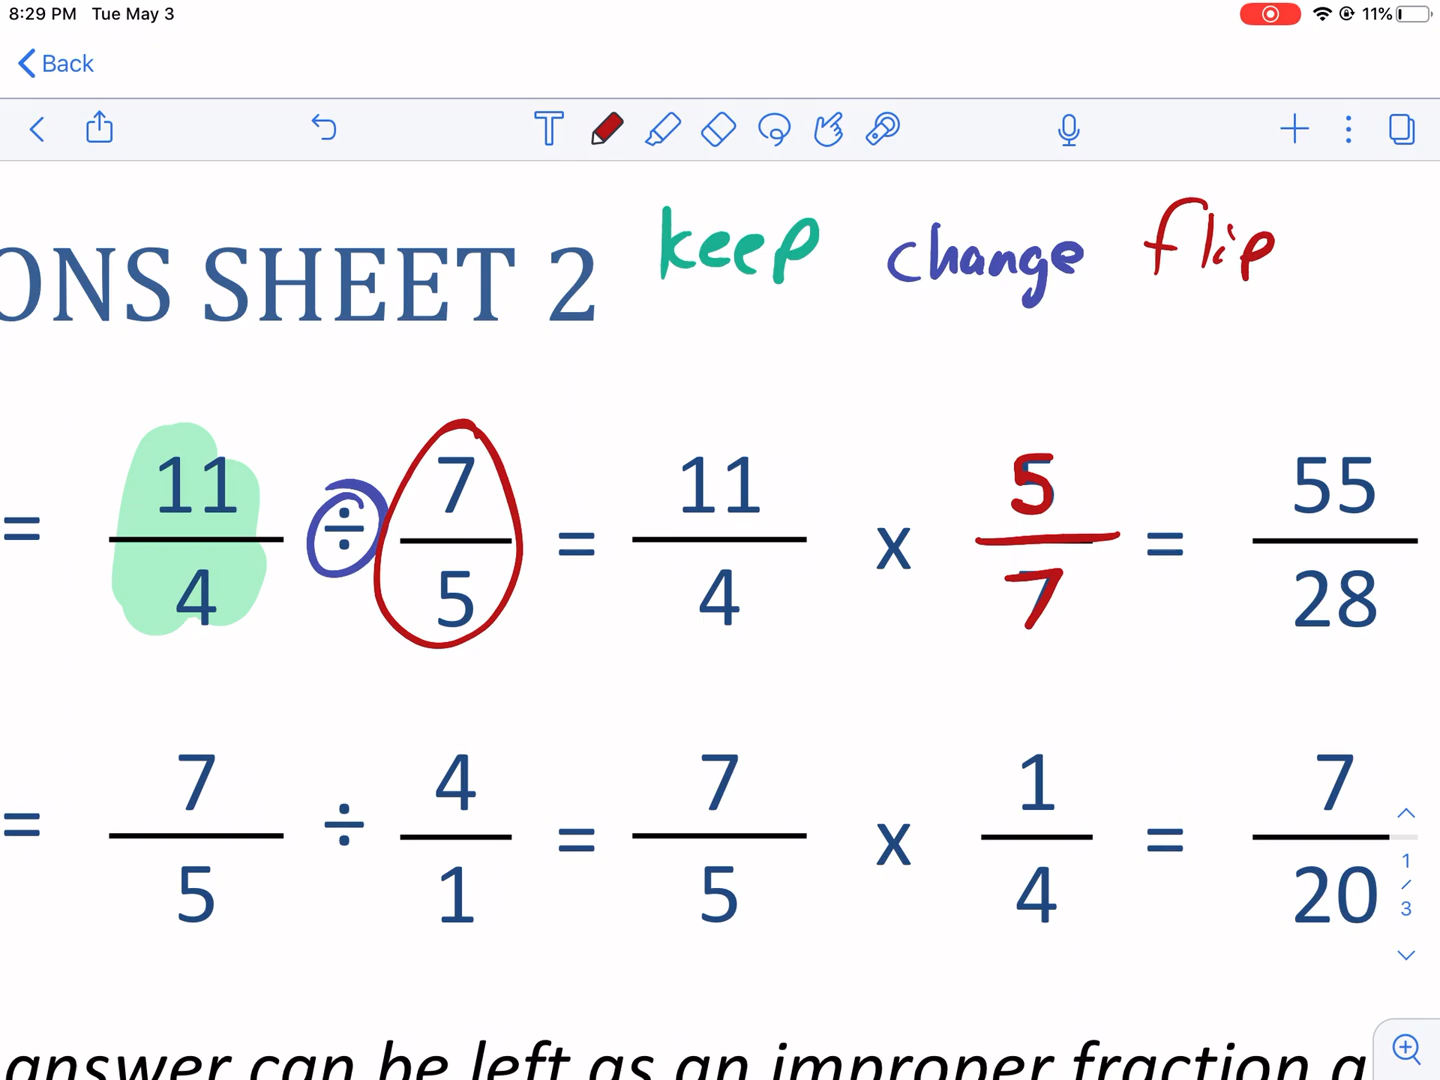 8:29 PM Tue May 3 11%
Back
T
ONS SHEET 2 keep change flip
= 11/4 ÷ 7/5 = 11/4 x 5/7 = 55/28
= 7/5 ÷ 4/1 = 7/5 x 1/4 = 7/20
1 / 3
answer can be left as an improper fraction a